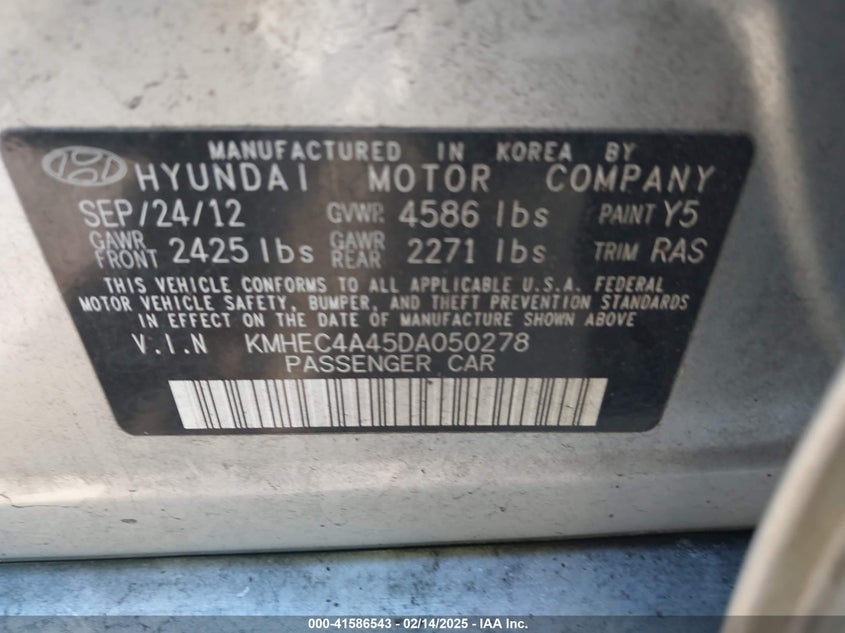 MANUFACTURED IN KOREA BY
HYUNDAI MOTOR COMPANY
SEP/24/12 GVWR 4586 lbs PAINT Y5
GAWR FRONT 2425 lbs GAWR REAR 2271 lbs TRIM RAS
THIS VEHICLE CONFORMS TO ALL APPLICABLE U.S.A. FEDERAL
MOTOR VEHICLE SAFETY, BUMPER, AND THEFT PREVENTION STANDARDS
IN EFFECT ON THE DATE OF MANUFACTURE SHOWN ABOVE
V.I.N KMHEC4A45DA050278
PASSENGER CAR
000-41586543 - 02/14/2025 - © IAA Holdings, LLC.